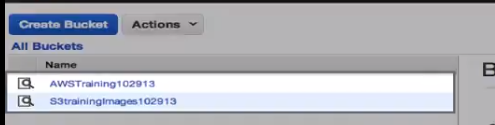 Create Bucket Actions
All Buckets
Name
AWSTraining102913
S3trainingImages102913